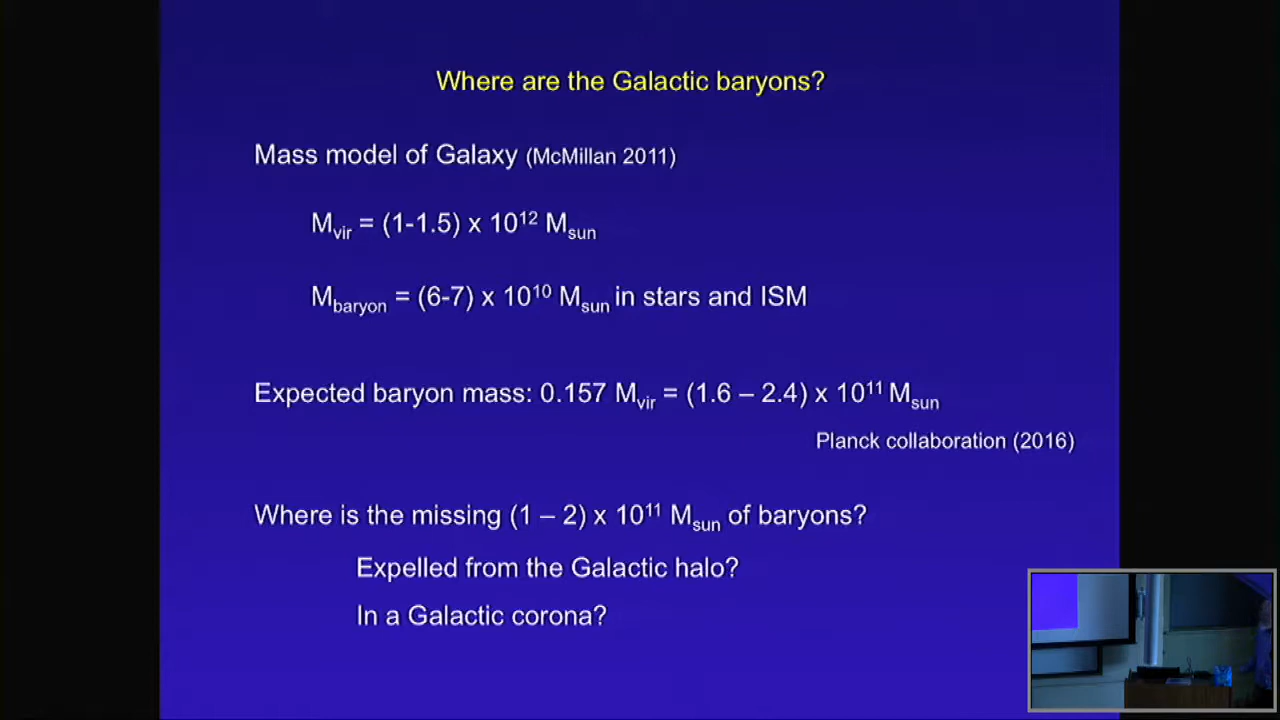 Where are the Galactic baryons?
Mass model of Galaxy (McMillan 2011)
Mvir = (1-1.5) x 10¹² Msun
Mbaryon = (6-7) x 10¹⁰ Msun in stars and ISM
Expected baryon mass: 0.157 Mvir = (1.6 – 2.4) x 10¹¹ Msun
Planck collaboration (2016)
Where is the missing (1 – 2) x 10¹¹ Msun of baryons?
Expelled from the Galactic halo?
In a Galactic corona?